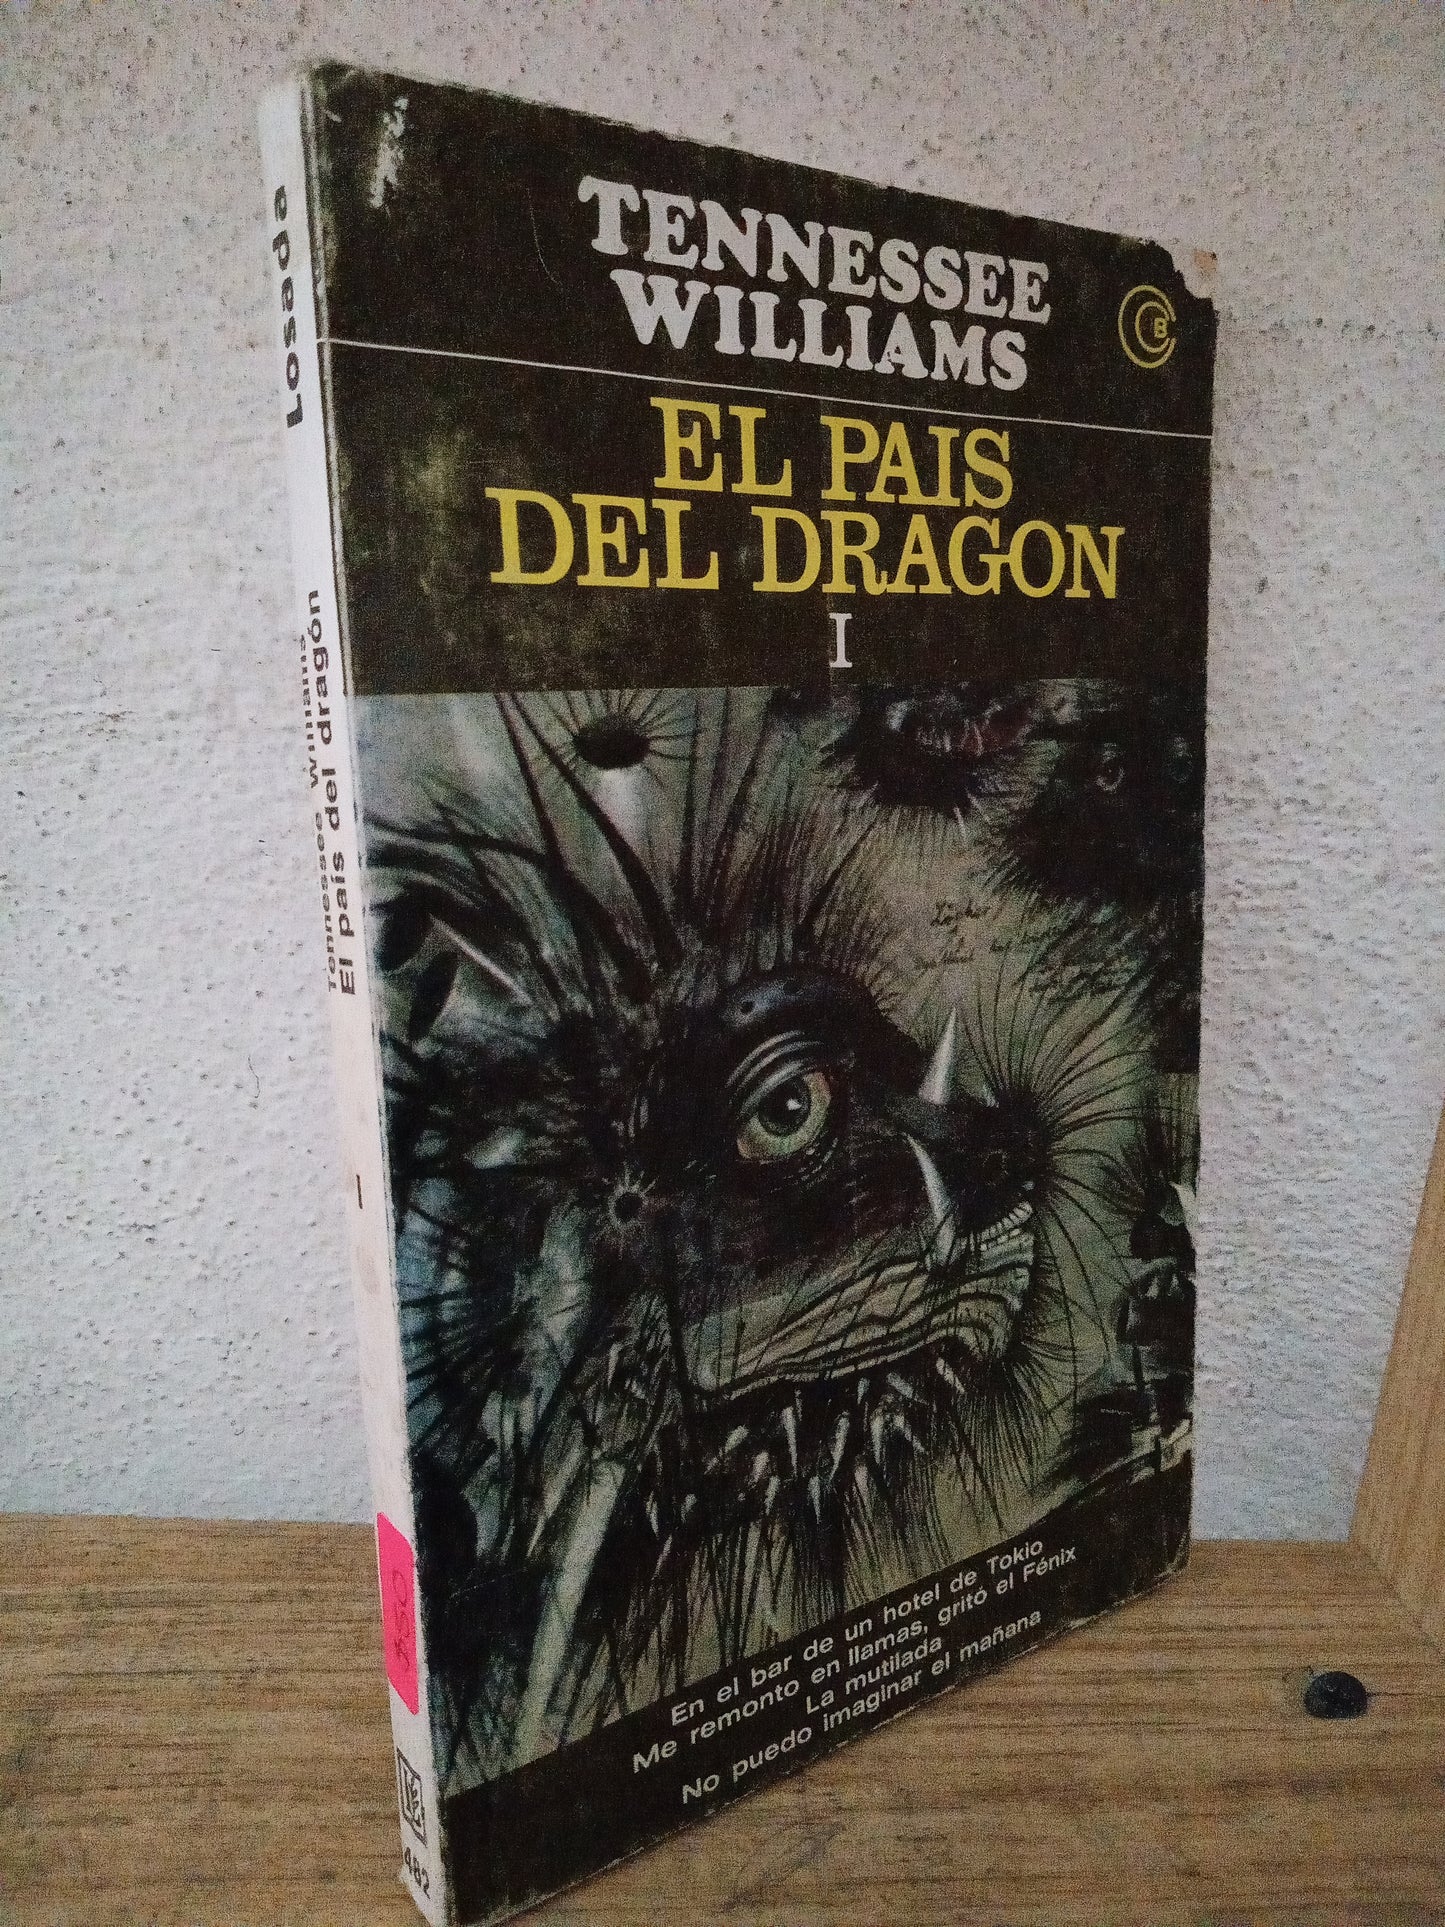 TENNESSEE
WILLIAMS
B
EL PAIS
DEL DRAGON
I
En el bar de un hotel de Tokio
Me remonto en llamas, gritó el Fénix
La mutilada
No puedo imaginar el mañana
Losada
Tennessee Williams
El país del dragón
I
482